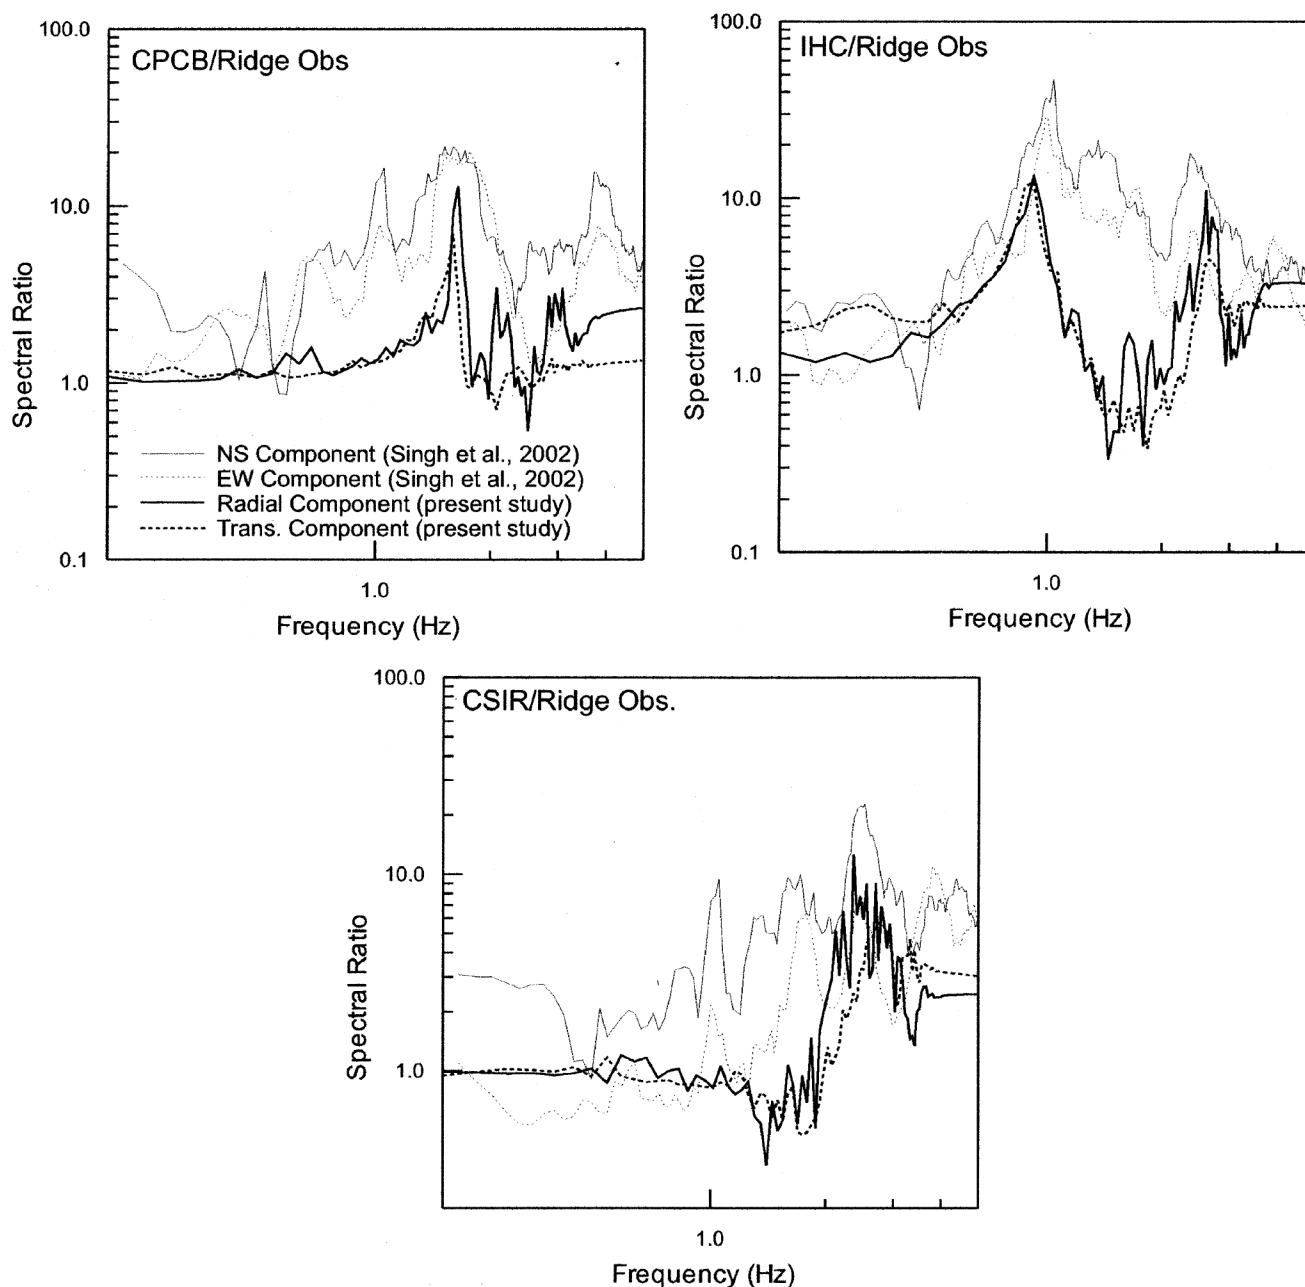 CPCB/Ridge Obs
100.0
10.0
1.0
0.1
Spectral Ratio
NS Component (Singh et al., 2002)
EW Component (Singh et al., 2002)
Radial Component (present study)
Trans. Component (present study)
1.0
Frequency (Hz)
IHC/Ridge Obs
100.0
10.0
1.0
0.1
Spectral Ratio
1.0
Frequency (Hz)
CSIR/Ridge Obs.
100.0
10.0
1.0
Spectral Ratio
1.0
Frequency (Hz)